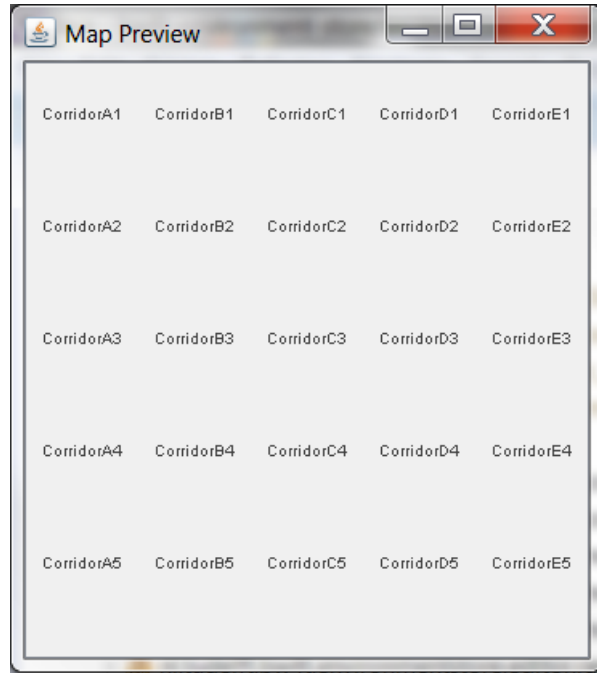 Map Preview
CorridorA1 CorridorB1 CorridorC1 CorridorD1 CorridorE1
CorridorA2 CorridorB2 CorridorC2 CorridorD2 CorridorE2
CorridorA3 CorridorB3 CorridorC3 CorridorD3 CorridorE3
CorridorA4 CorridorB4 CorridorC4 CorridorD4 CorridorE4
CorridorA5 CorridorB5 CorridorC5 CorridorD5 CorridorE5